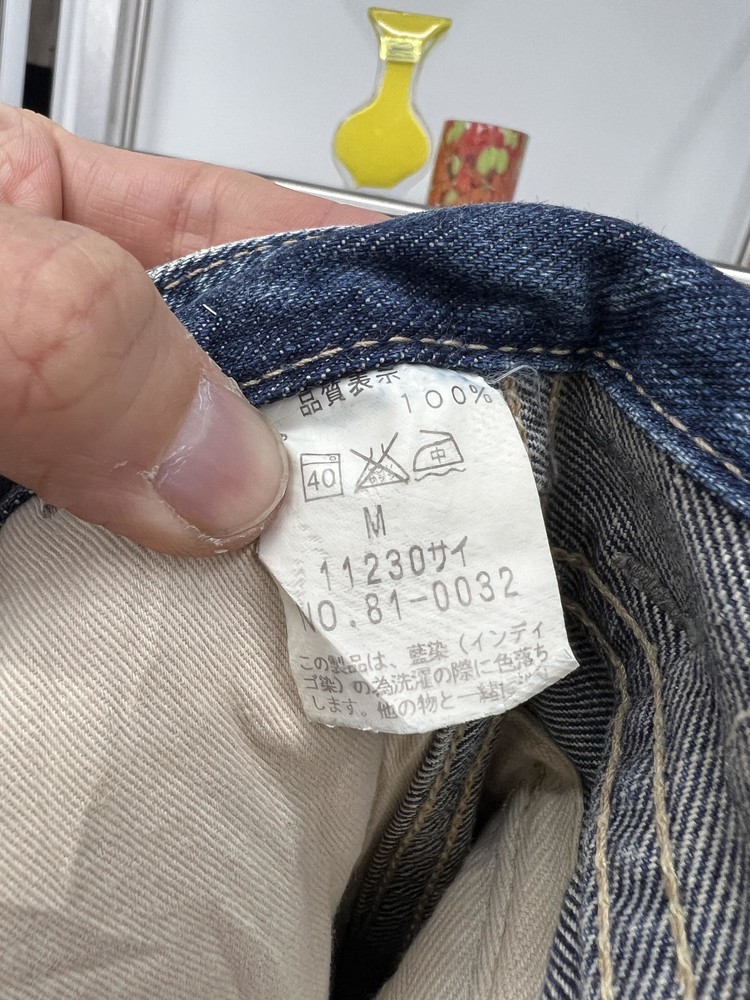 品質表示
100%
40 中
M
11230サイ
NO.81-0032
この製品は、藍染(インディ
ゴ染)の為洗濯の際に色落ち
します。他の物と一緒に